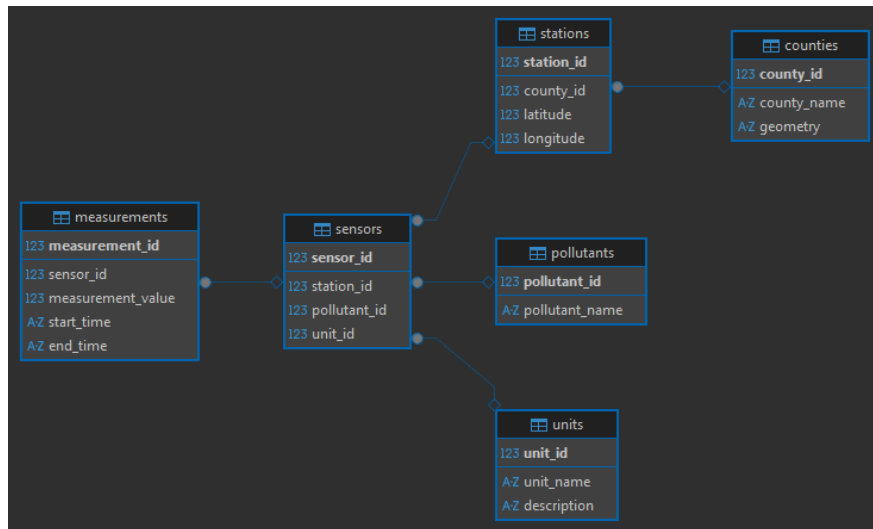 stations
123 station_id
123 county_id
123 latitude
123 longitude
counties
123 county_id
A-Z county_name
A-Z geometry
measurements
123 measurement_id
123 sensor_id
123 measurement_value
A-Z start_time
A-Z end_time
sensors
123 sensor_id
123 station_id
123 pollutant_id
123 unit_id
pollutants
123 pollutant_id
A-Z pollutant_name
units
123 unit_id
A-Z unit_name
A-Z description